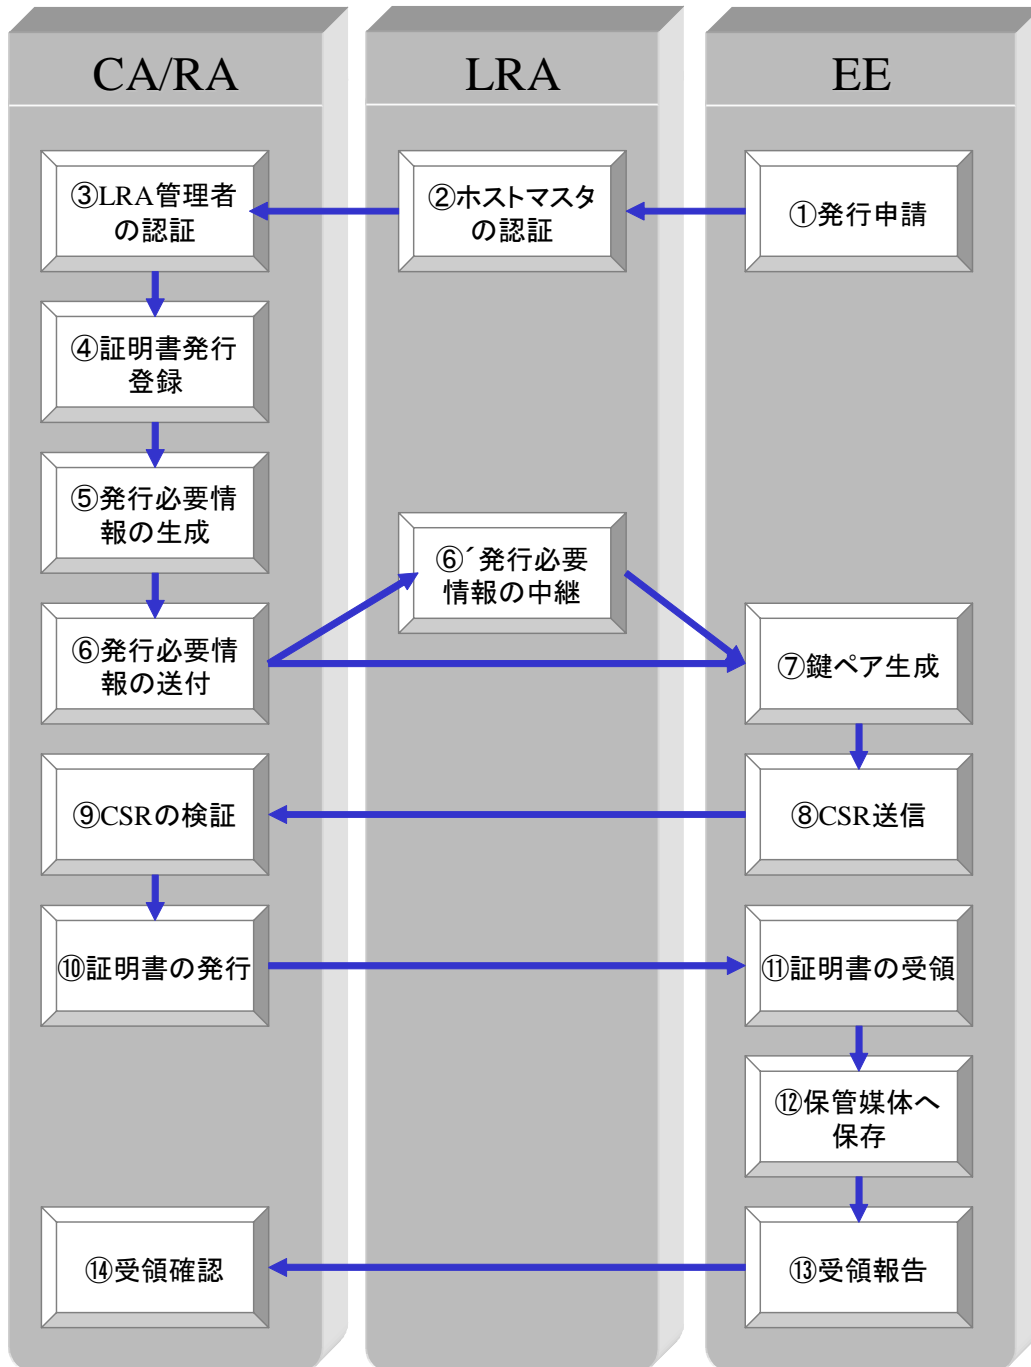 CA/RA
LRA
EE
③LRA管理者
の認証
②ホストマスタ
の認証
①発行申請
④証明書発行
登録
⑤発行必要情
報の生成
⑥´発行必要
情報の中継
⑥発行必要情
報の送付
⑦鍵ペア生成
⑨CSRの検証
⑧CSR送信
⑩証明書の発行
⑪証明書の受領
⑫保管媒体へ
保存
⑭受領確認
⑬受領報告